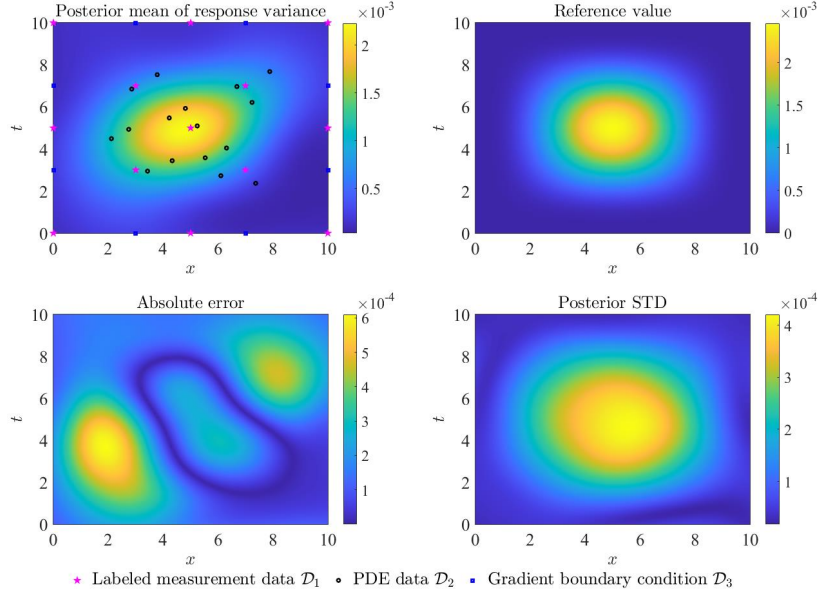 Posterior mean of response variance
×10⁻³
10
8
6
4
2
0
t
0 2 4 6 8 10
x
2
1.5
1
0.5
Reference value
×10⁻³
10
8
6
4
2
0
t
0 2 4 6 8 10
x
2
1.5
1
0.5
0
Absolute error
×10⁻⁴
10
8
6
4
2
0
t
0 2 4 6 8 10
x
6
5
4
3
2
1
Posterior STD
×10⁻⁴
10
8
6
4
2
0
t
0 2 4 6 8 10
x
4
3
2
1
Labeled measurement data 𝒟₁ PDE data 𝒟₂ Gradient boundary condition 𝒟₃